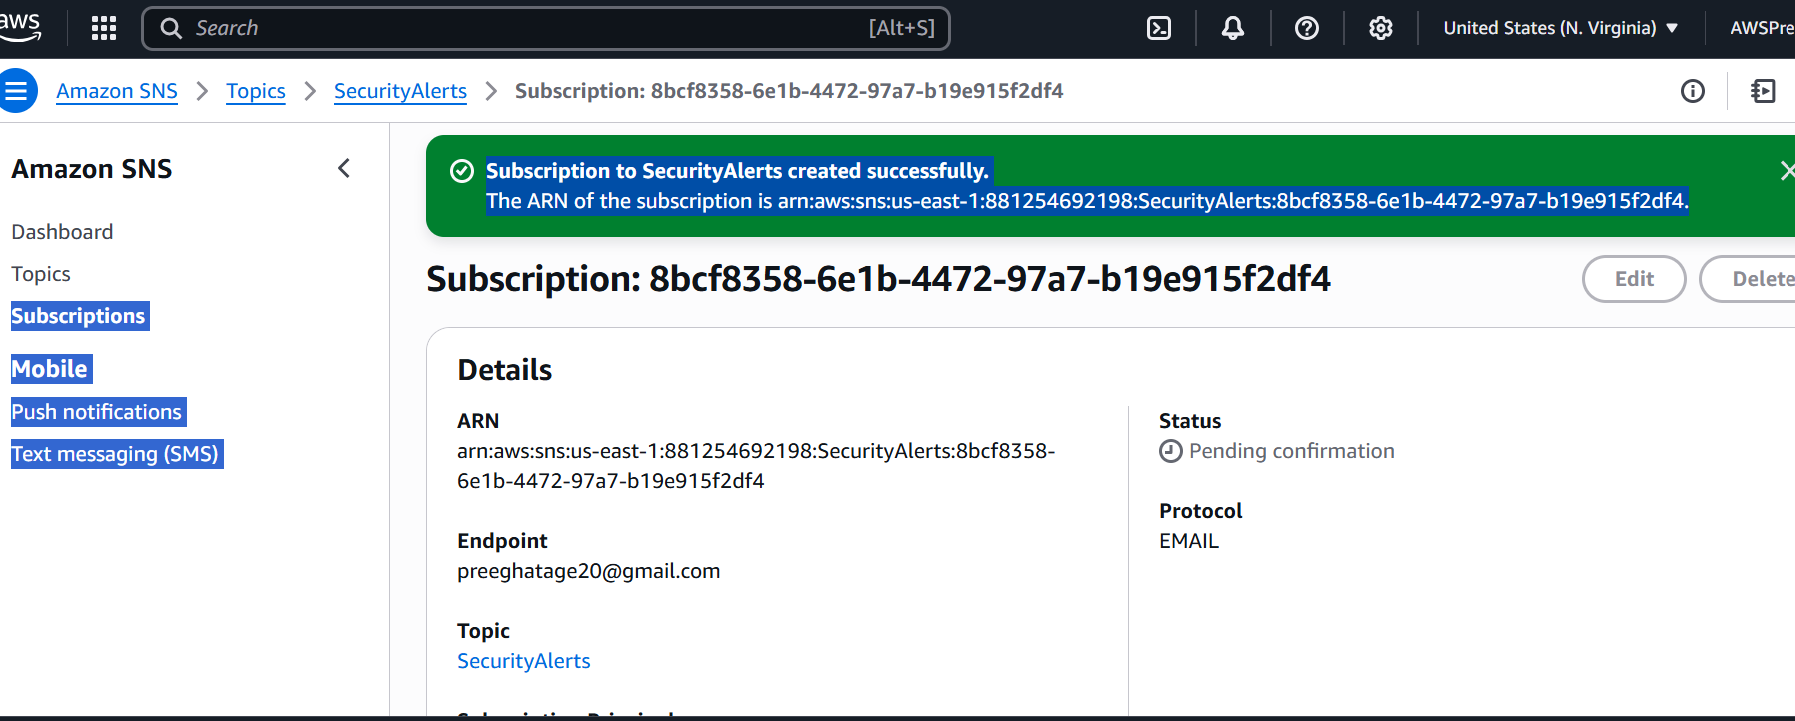 aws
Search
[Alt+S]
United States (N. Virginia)
AWSPre
Amazon SNS
Topics
SecurityAlerts
Subscription: 8bcf8358-6e1b-4472-97a7-b19e915f2df4
Amazon SNS
Dashboard
Topics
Subscriptions
Mobile
Push notifications
Text messaging (SMS)
Subscription to SecurityAlerts created successfully.
The ARN of the subscription is arn:aws:sns:us-east-1:881254692198:SecurityAlerts:8bcf8358-6e1b-4472-97a7-b19e915f2df4.
Subscription: 8bcf8358-6e1b-4472-97a7-b19e915f2df4
Edit
Delete
Details
ARN
arn:aws:sns:us-east-1:881254692198:SecurityAlerts:8bcf8358-
6e1b-4472-97a7-b19e915f2df4
Endpoint
preeghatage20@gmail.com
Topic
SecurityAlerts
Status
Pending confirmation
Protocol
EMAIL